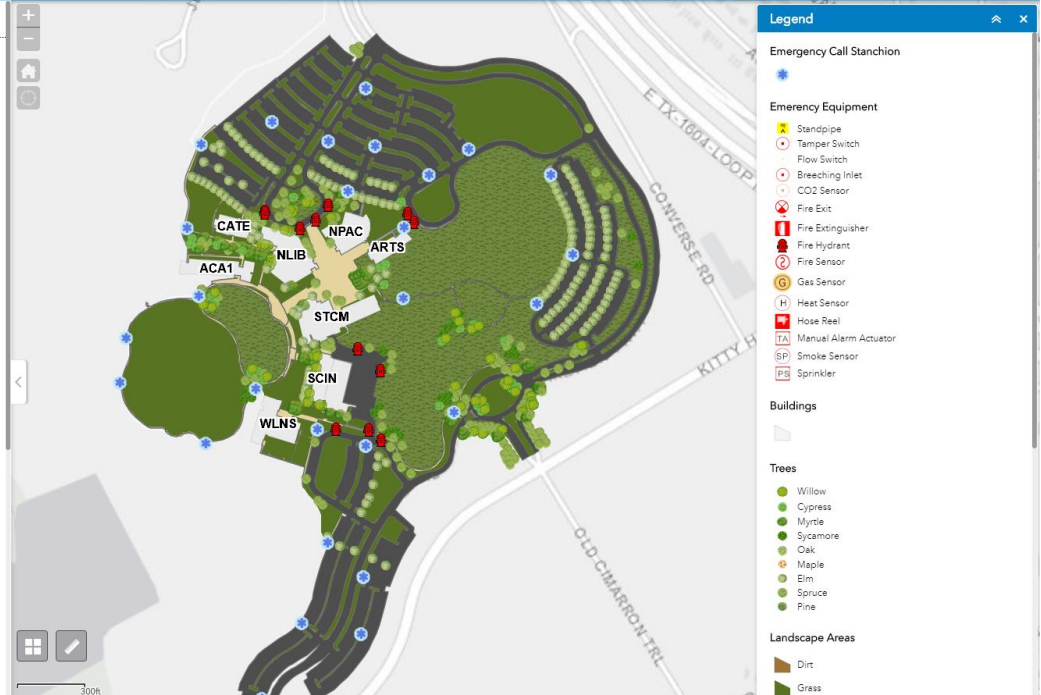 Legend
Emergency Call Stanchion
Emerency Equipment
Standpipe
Tamper Switch
Flow Switch
Breeching Inlet
CO2 Sensor
Fire Exit
Fire Extinguisher
Fire Hydrant
Fire Sensor
G Gas Sensor
H Heat Sensor
Hose Reel
TA Manual Alarm Actuator
SP Smoke Sensor
PS Sprinkler
Buildings
Trees
Willow
Cypress
Myrtle
Sycamore
Oak
Maple
Elm
Spruce
Pine
Landscape Areas
Dirt
Grass
E TX-1604-LOOP
CONVERSE RD
KITTY H
OLD CIMARRON TRL
CATE
NPAC
ARTS
NLIB
ACA1
STCM
SCIN
WLNS
300ft